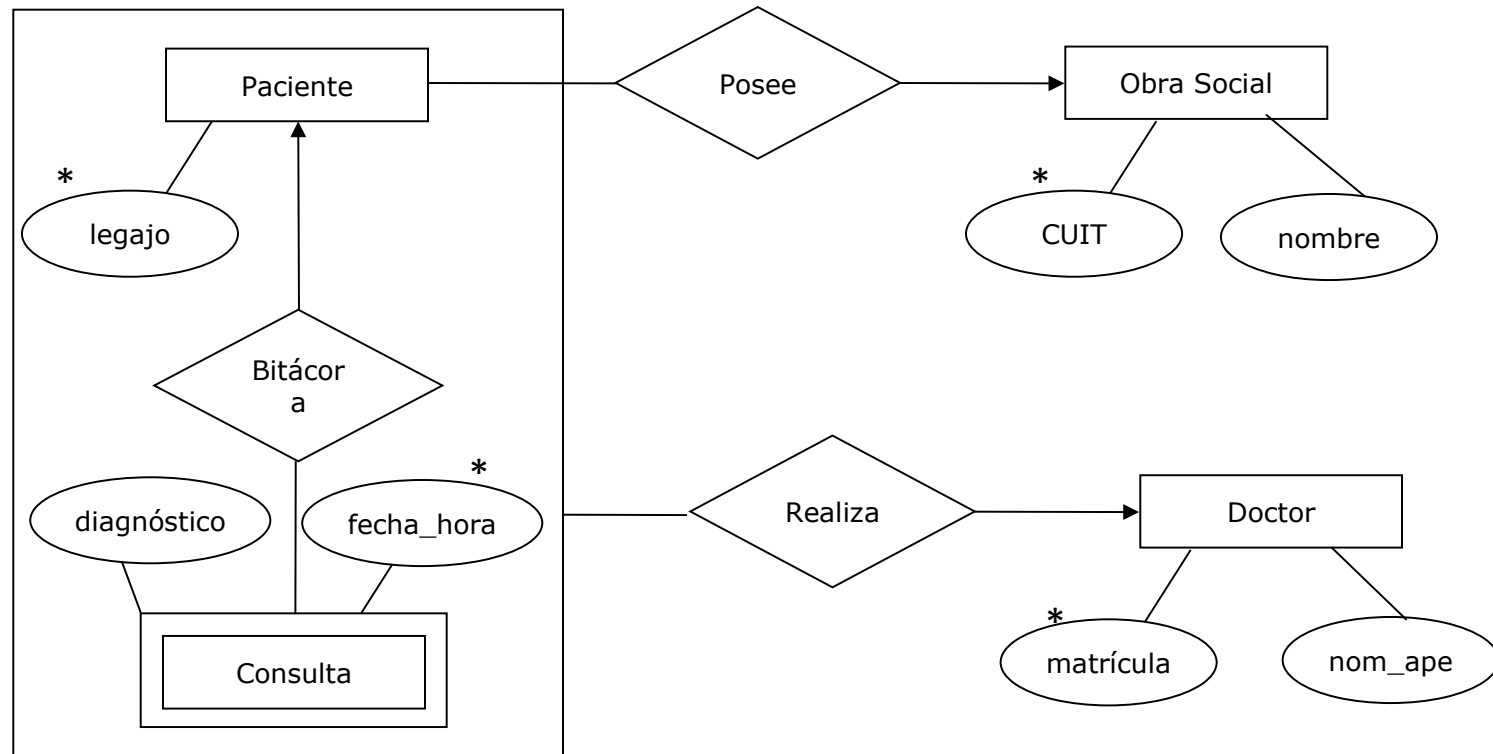 Paciente
Posee
Obra Social
*
legajo
*
CUIT
nombre
Bitácor
a
*
diagnóstico
fecha_hora
Realiza
Doctor
*
matrícula
nom_ape
Consulta